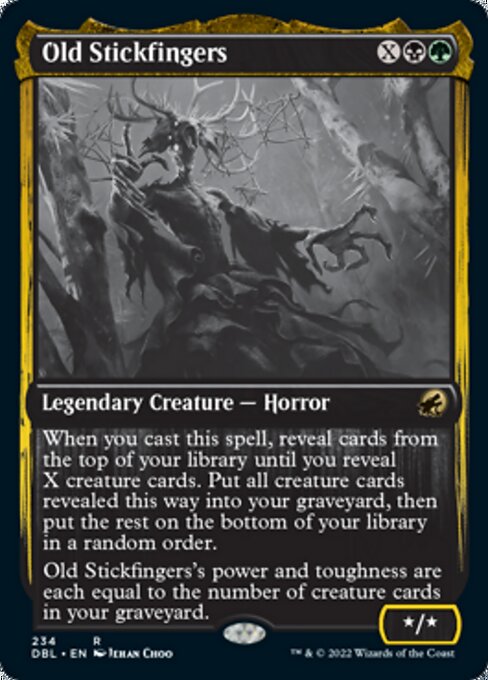 Old Stickfingers X
Legendary Creature — Horror
When you cast this spell, reveal cards from
the top of your library until you reveal
X creature cards. Put all creature cards
revealed this way into your graveyard, then
put the rest on the bottom of your library
in a random order.
Old Stickfingers's power and toughness are
each equal to the number of creature cards
in your graveyard.
*/*
234 R
DBL • EN Jehan Choo
™ & © 2022 Wizards of the Coast